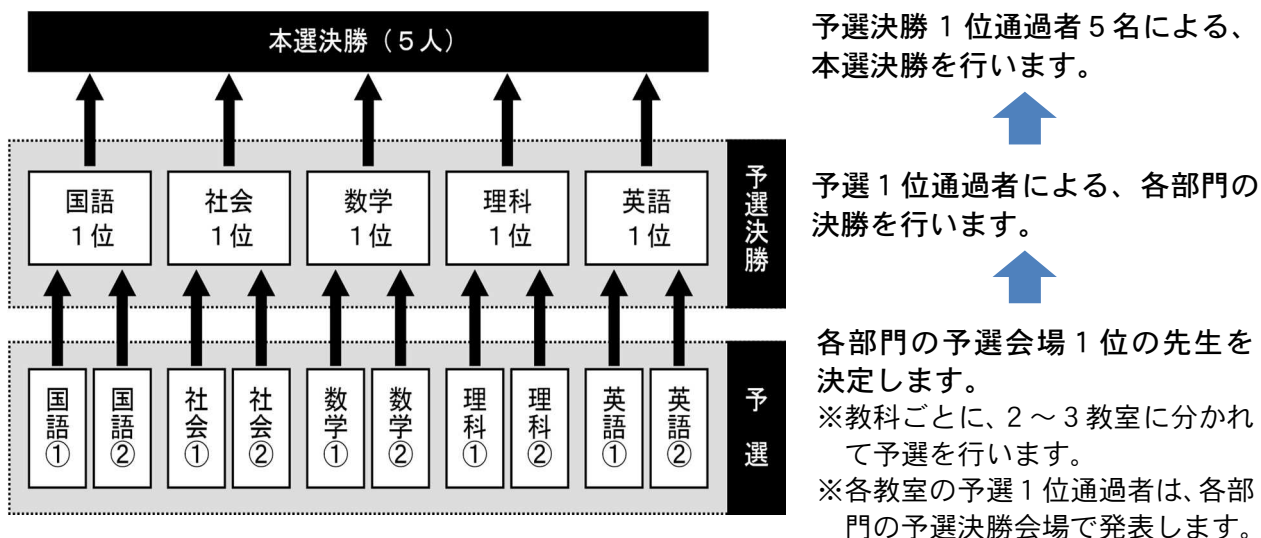 本選決勝（５人）
予選決勝１位通過者５名による、
本選決勝を行います。
国語
１位
社会
１位
数学
１位
理科
１位
英語
１位
予選決勝
予選１位通過者による、各部門の
決勝を行います。
国語①
国語②
社会①
社会②
数学①
数学②
理科①
理科②
英語①
英語②
予選
各部門の予選会場１位の先生を
決定します。
※教科ごとに、２～３教室に分かれ
て予選を行います。
※各教室の予選１位通過者は、各部
門の予選決勝会場で発表します。